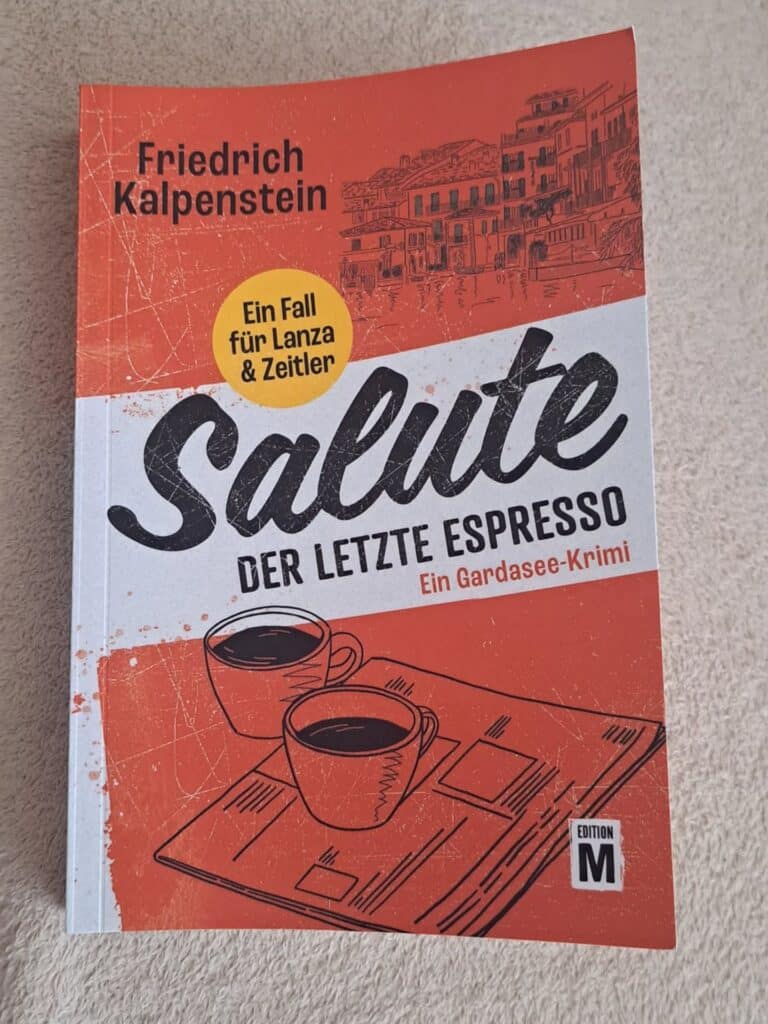 Friedrich
Kalpenstein
Ein Fall
für Lanza
& Zeitler
Salute
DER LETZTE ESPRESSO
Ein Gardasee-Krimi
EDITION
M